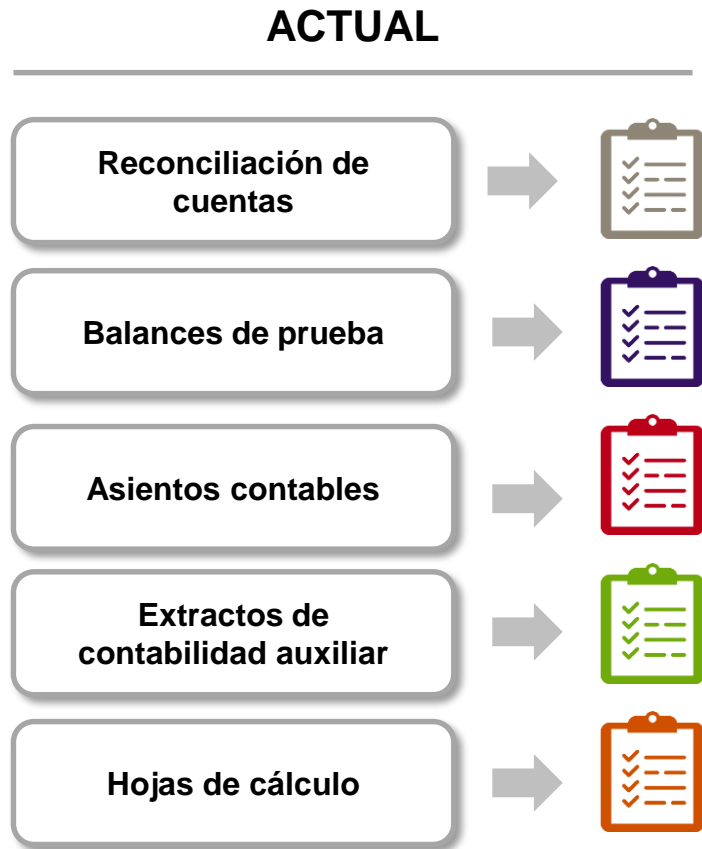 ACTUAL
Reconciliación de
cuentas
Balances de prueba
Asientos contables
Extractos de
contabilidad auxiliar
Hojas de cálculo